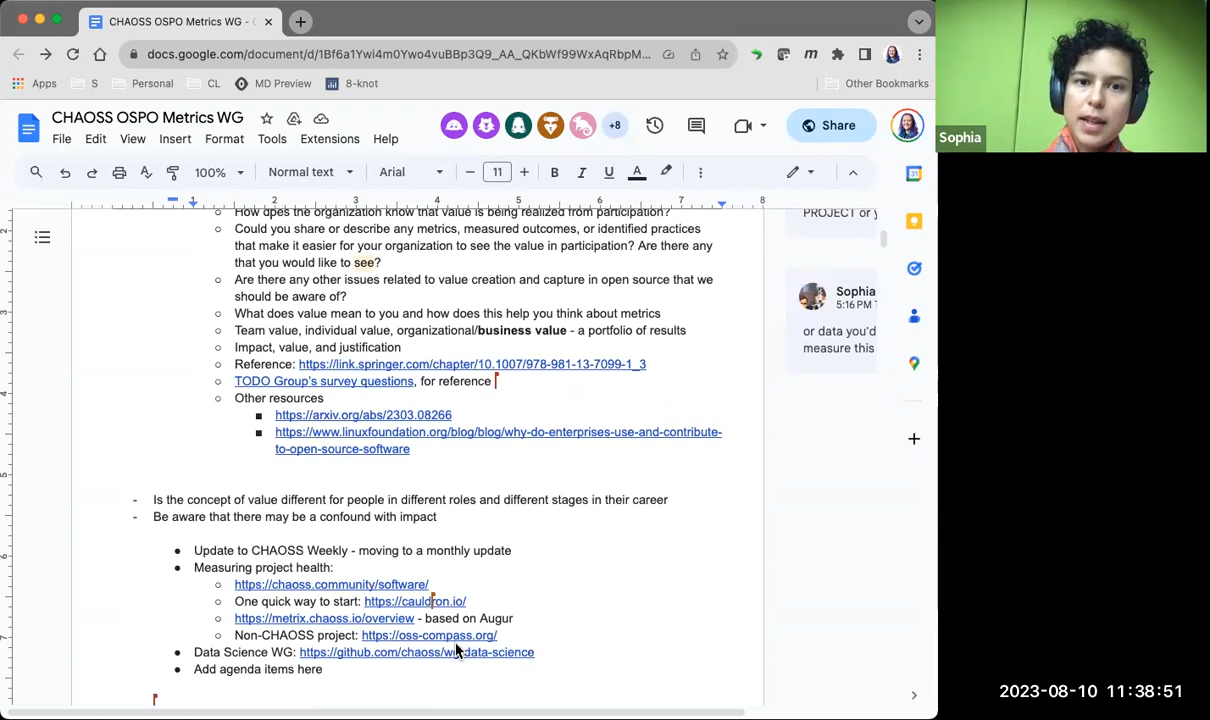 CHAOSS OSPO Metrics WG - G
docs.google.com/document/d/1Bf6a1Ywi4m0Ywo4vuBBp3Q9_AA_QKbWf99WxAqRbpM...
Apps
S
Personal
CL
MD Preview
8-knot
Other Bookmarks
CHAOSS OSPO Metrics WG
+8
Share
File Edit View Insert Format Tools Extensions Help
100% Normal text Arial 11 B I U A
1 2 3 4 5 6 7 8
How does the organization know that value is being realized from participation?
Could you share or describe any metrics, measured outcomes, or identified practices
that make it easier for your organization to see the value in participation? Are there any
that you would like to see?
Are there any other issues related to value creation and capture in open source that we
should be aware of?
What does value mean to you and how does this help you think about metrics
Team value, individual value, organizational/business value - a portfolio of results
Impact, value, and justification
Reference: https://link.springer.com/chapter/10.1007/978-981-13-7099-1_3
TODO Group's survey questions, for reference
Other resources
https://arxiv.org/abs/2303.08266
https://www.linuxfoundation.org/blog/blog/why-do-enterprises-use-and-contribute-
to-open-source-software
- Is the concept of value different for people in different roles and different stages in their career
- Be aware that there may be a confound with impact
Update to CHAOSS Weekly - moving to a monthly update
Measuring project health:
https://chaoss.community/software/
One quick way to start: https://cauldron.io/
https://metrix.chaoss.io/overview - based on Augur
Non-CHAOSS project: https://oss-compass.org/
Data Science WG: https://github.com/chaoss/wg-data-science
Add agenda items here
PROJECT or y
Sophia
5:16 PM T
or data you'd
measure this
31
Sophia
2023-08-10 11:38:51